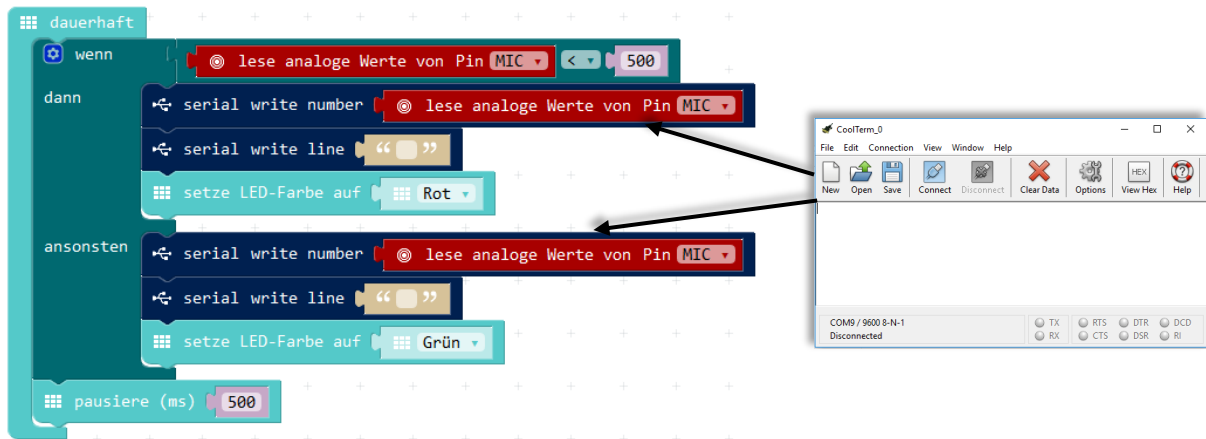 dauerhaft
wenn lese analoge Werte von Pin MIC < 500
dann serial write number lese analoge Werte von Pin MIC
serial write line “ ”
setze LED-Farbe auf Rot
ansonsten serial write number lese analoge Werte von Pin MIC
serial write line “ ”
setze LED-Farbe auf Grün
pausiere (ms) 500
CoolTerm_0
File Edit Connection View Window Help
New Open Save Connect Disconnect Clear Data Options View Hex Help
HEX
COM9 / 9600 8-N-1
Disconnected
TX RTS DTR DCD
RX CTS DSR RI